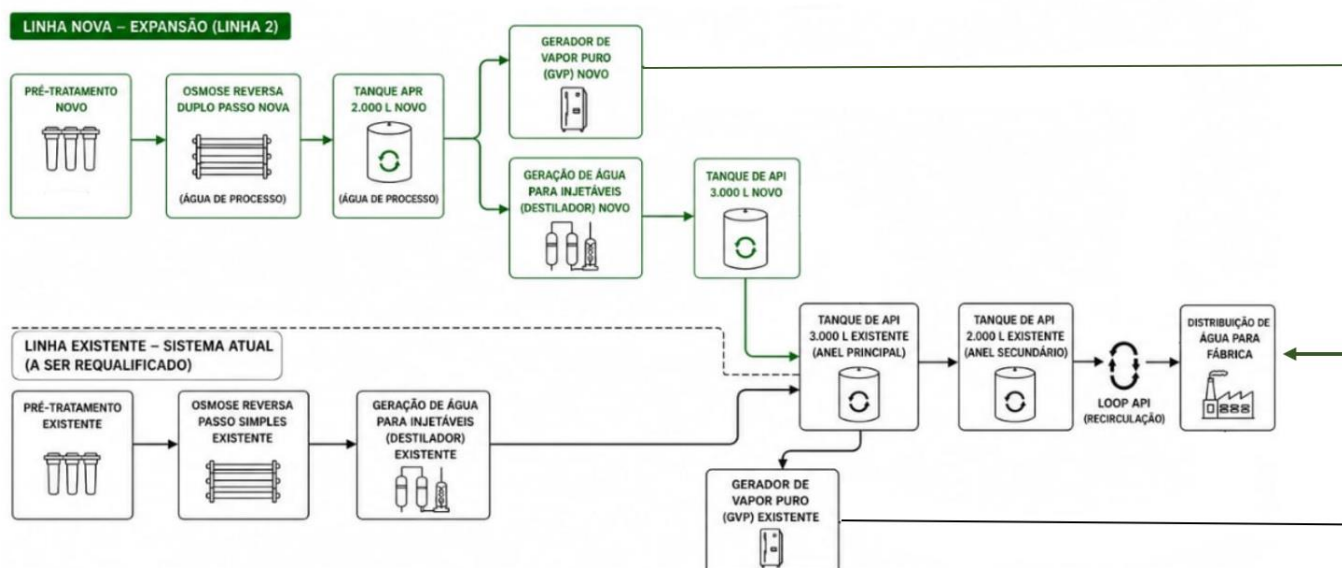 LINHA NOVA – EXPANSÃO (LINHA 2)
PRÉ-TRATAMENTO
NOVO
OSMOSE REVERSA
DUPLO PASSO NOVA
(ÁGUA DE PROCESSO)
TANQUE APR
2.000 L NOVO
(ÁGUA DE PROCESSO)
GERADOR DE
VAPOR PURO
(GVP) NOVO
GERAÇÃO DE ÁGUA
PARA INJETÁVEIS
(DESTILADOR) NOVO
TANQUE DE API
3.000 L NOVO
LINHA EXISTENTE – SISTEMA ATUAL
(A SER REQUALIFICADO)
PRÉ-TRATAMENTO
EXISTENTE
OSMOSE REVERSA
PASSO SIMPLES
EXISTENTE
GERAÇÃO DE ÁGUA
PARA INJETÁVEIS
(DESTILADOR)
EXISTENTE
TANQUE DE API
3.000 L EXISTENTE
(ANEL PRINCIPAL)
TANQUE DE API
2.000 L EXISTENTE
(ANEL SECUNDÁRIO)
LOOP API
(RECIRCULAÇÃO)
DISTRIBUIÇÃO DE
ÁGUA PARA
FÁBRICA
GERADOR DE
VAPOR PURO
(GVP) EXISTENTE